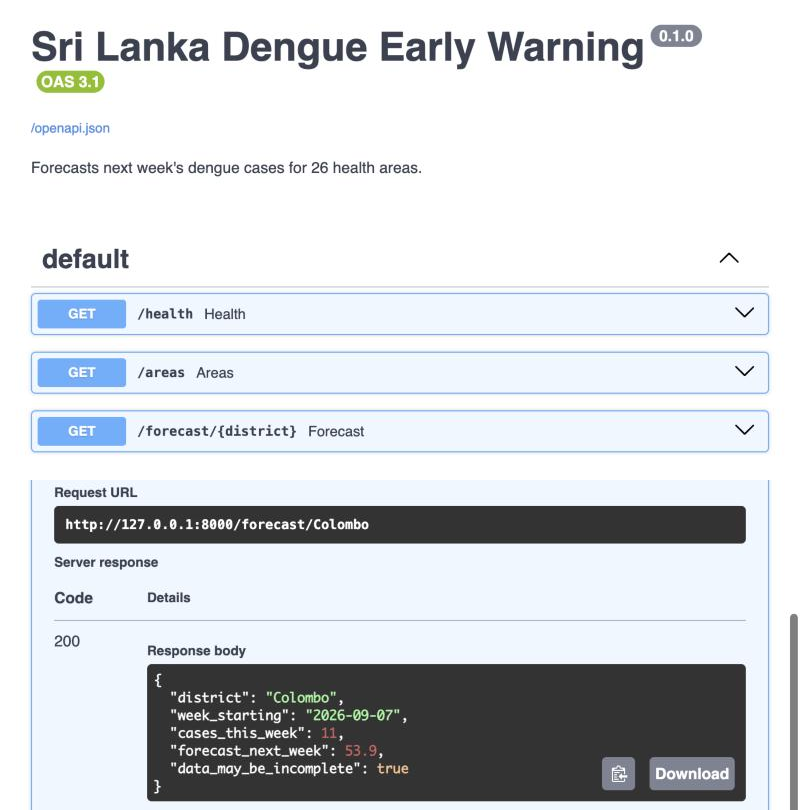 Sri Lanka Dengue Early Warning 0.1.0
OAS 3.1
/openapi.json
Forecasts next week's dengue cases for 26 health areas.
default
GET /health Health
GET /areas Areas
GET /forecast/{district} Forecast
Request URL
http://127.0.0.1:8000/forecast/Colombo
Server response
Code Details
200
Response body
{
"district": "Colombo",
"week_starting": "2026-09-07",
"cases_this_week": 11,
"forecast_next_week": 53.9,
"data_may_be_incomplete": true
}
Download